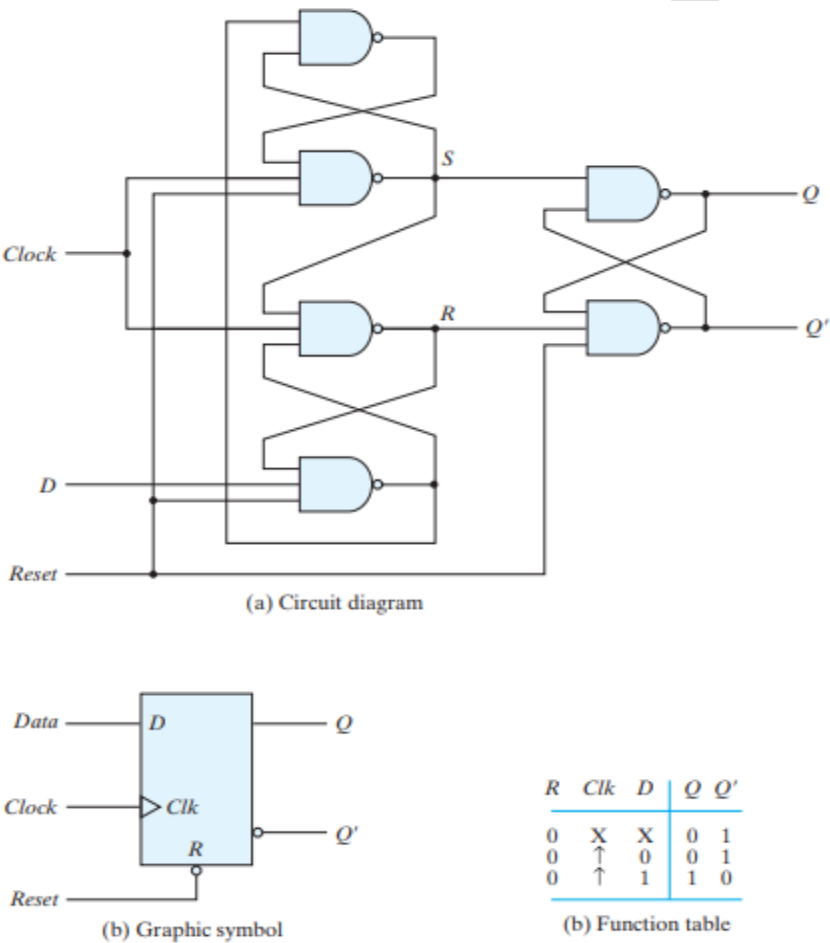 S
Q
Clock
R
Q'
D
Reset
(a) Circuit diagram
Data D Q
Clock Clk
Q'
R
Reset
(b) Graphic symbol
R Clk D Q Q'
0 X X 0 1
0 ↑ 0 0 1
0 ↑ 1 1 0
(b) Function table